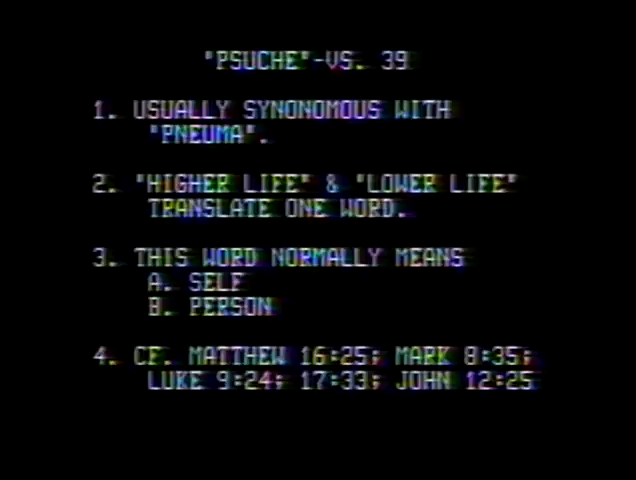 "PSUCHE"-VS. 39
1. USUALLY SYNONOMOUS WITH
"PNEUMA".
2. "HIGHER LIFE" & "LOWER LIFE"
TRANSLATE ONE WORD.
3. THIS WORD NORMALLY MEANS
A. SELF
B. PERSON
4. CF. MATTHEW 16:25; MARK 8:35;
LUKE 9:24; 17:33; JOHN 12:25